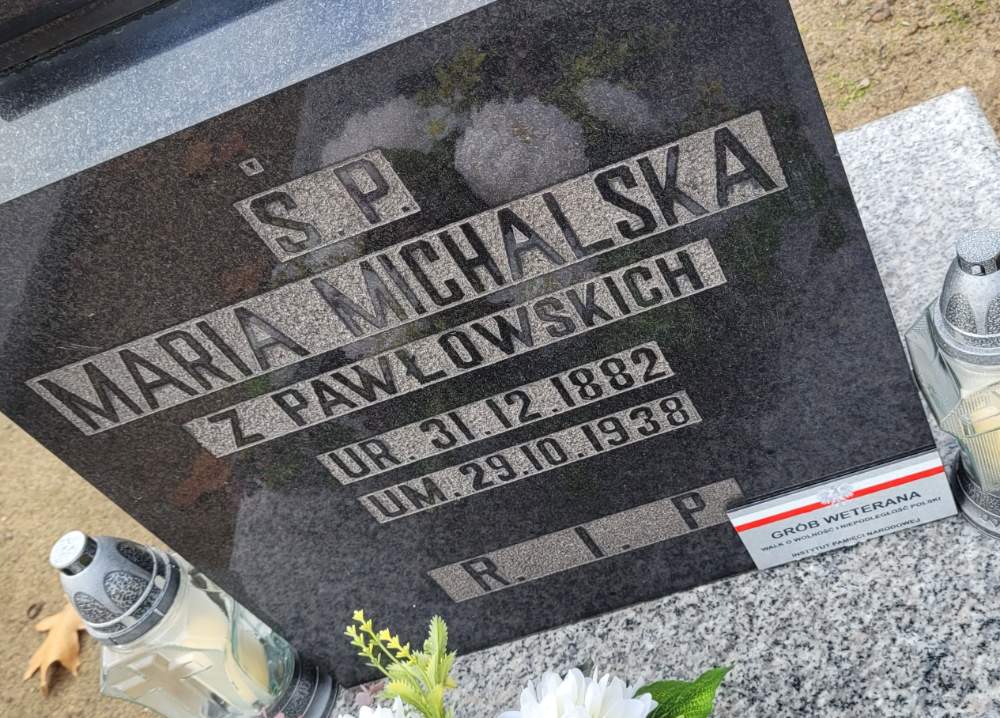 Ś. P.
MARIA MICHALSKA
Z PAWŁOWSKICH
UR. 31.12.1882
UM. 29.10.1938
R. I. P
GRÓB WETERANA
WALK O WOLNOŚĆ I NIEPODLEGŁOŚĆ POLSKI
INSTYTUT PAMIĘCI NARODOWEJ